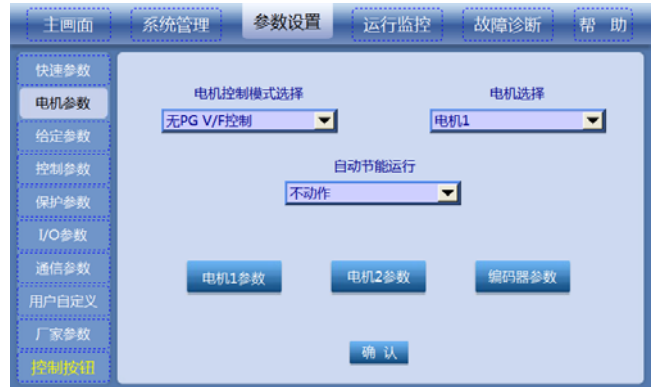 主画面 系统管理 参数设置 运行监控 故障诊断 帮 助
快速参数
电机参数
给定参数
控制参数
保护参数
I/O参数
通信参数
用户自定义
厂家参数
控制按钮
电机控制模式选择 电机选择
无PG V/F控制 电机1
自动节能运行
不动作
电机1参数 电机2参数 编码器参数
确 认